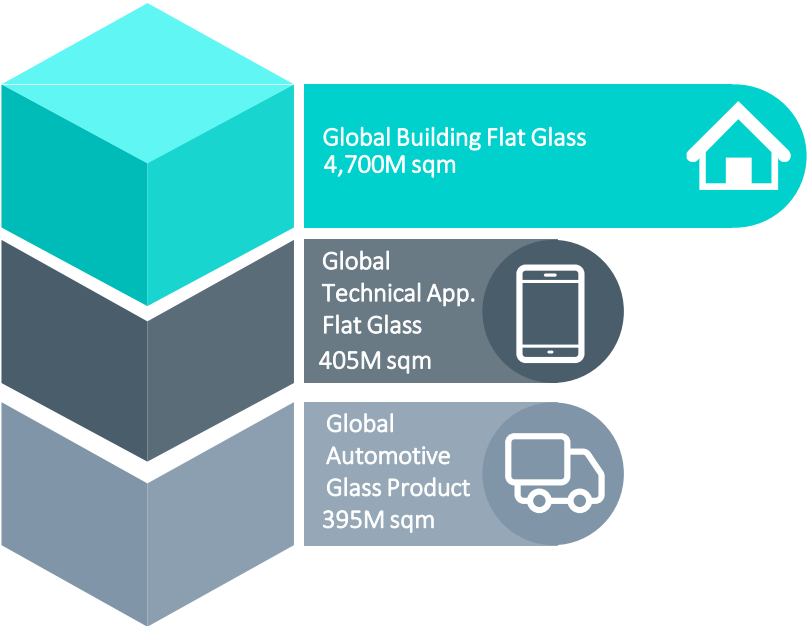 Global Building Flat Glass
4,700M sqm
Global
Technical App.
Flat Glass
405M sqm
Global
Automotive
Glass Product
395M sqm